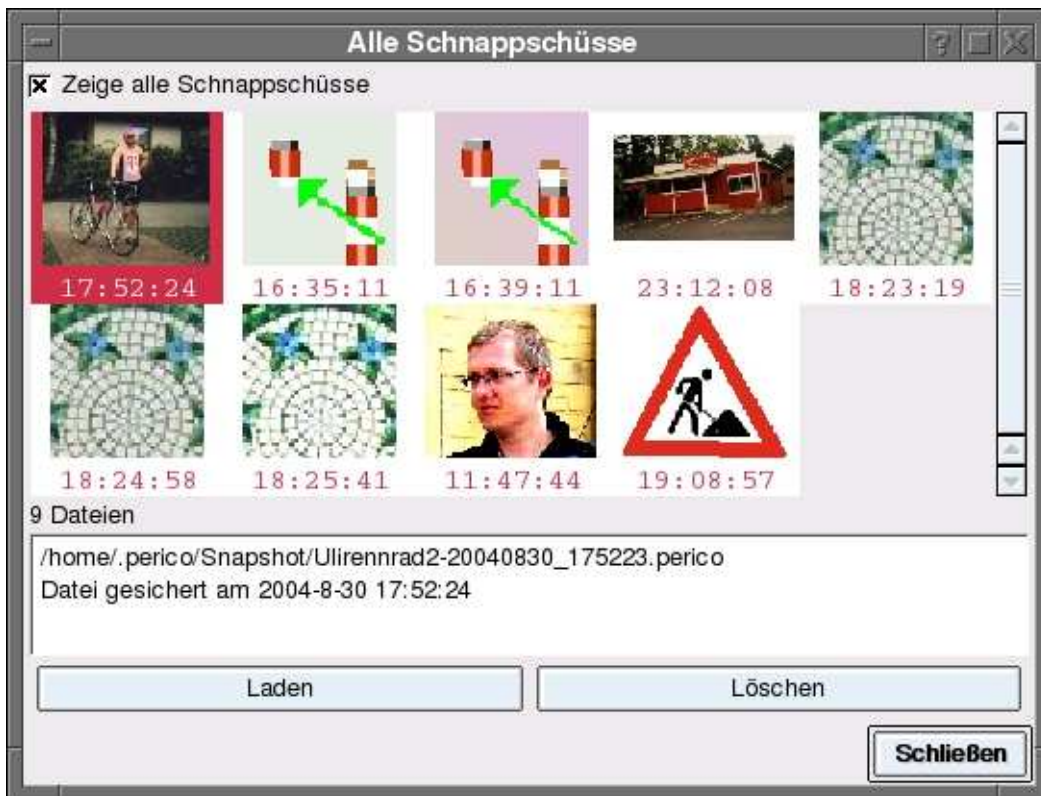 Alle Schnappschüsse
Zeige alle Schnappschüsse
17:52:24 16:35:11 16:39:11 23:12:08 18:23:19
18:24:58 18:25:41 11:47:44 19:08:57
9 Dateien
/home/.perico/Snapshot/Ulirennrad2-20040830_175223.perico
Datei gesichert am 2004-8-30 17:52:24
Laden Löschen
Schließen